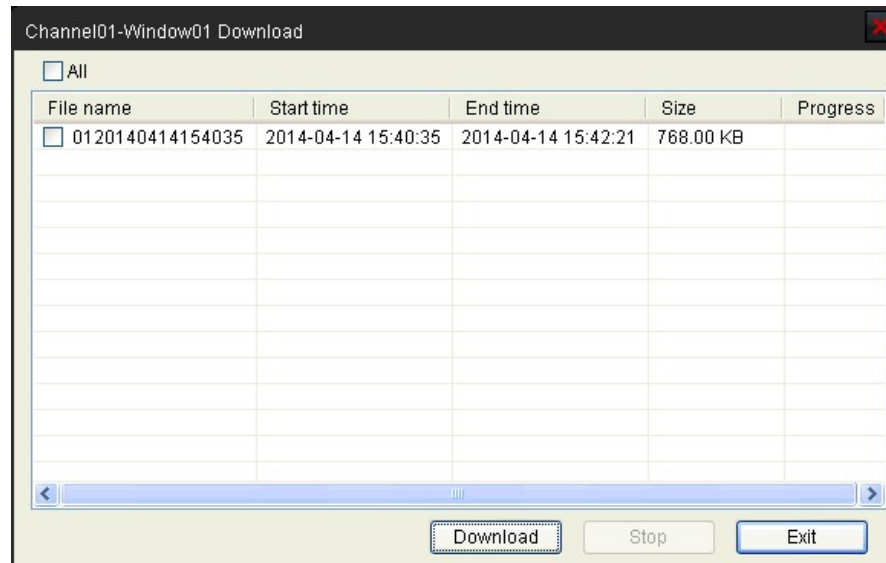 Channel01-Window01 Download
All
File name Start time End time Size Progress
0120140414154035 2014-04-14 15:40:35 2014-04-14 15:42:21 768.00 KB
Download Stop Exit